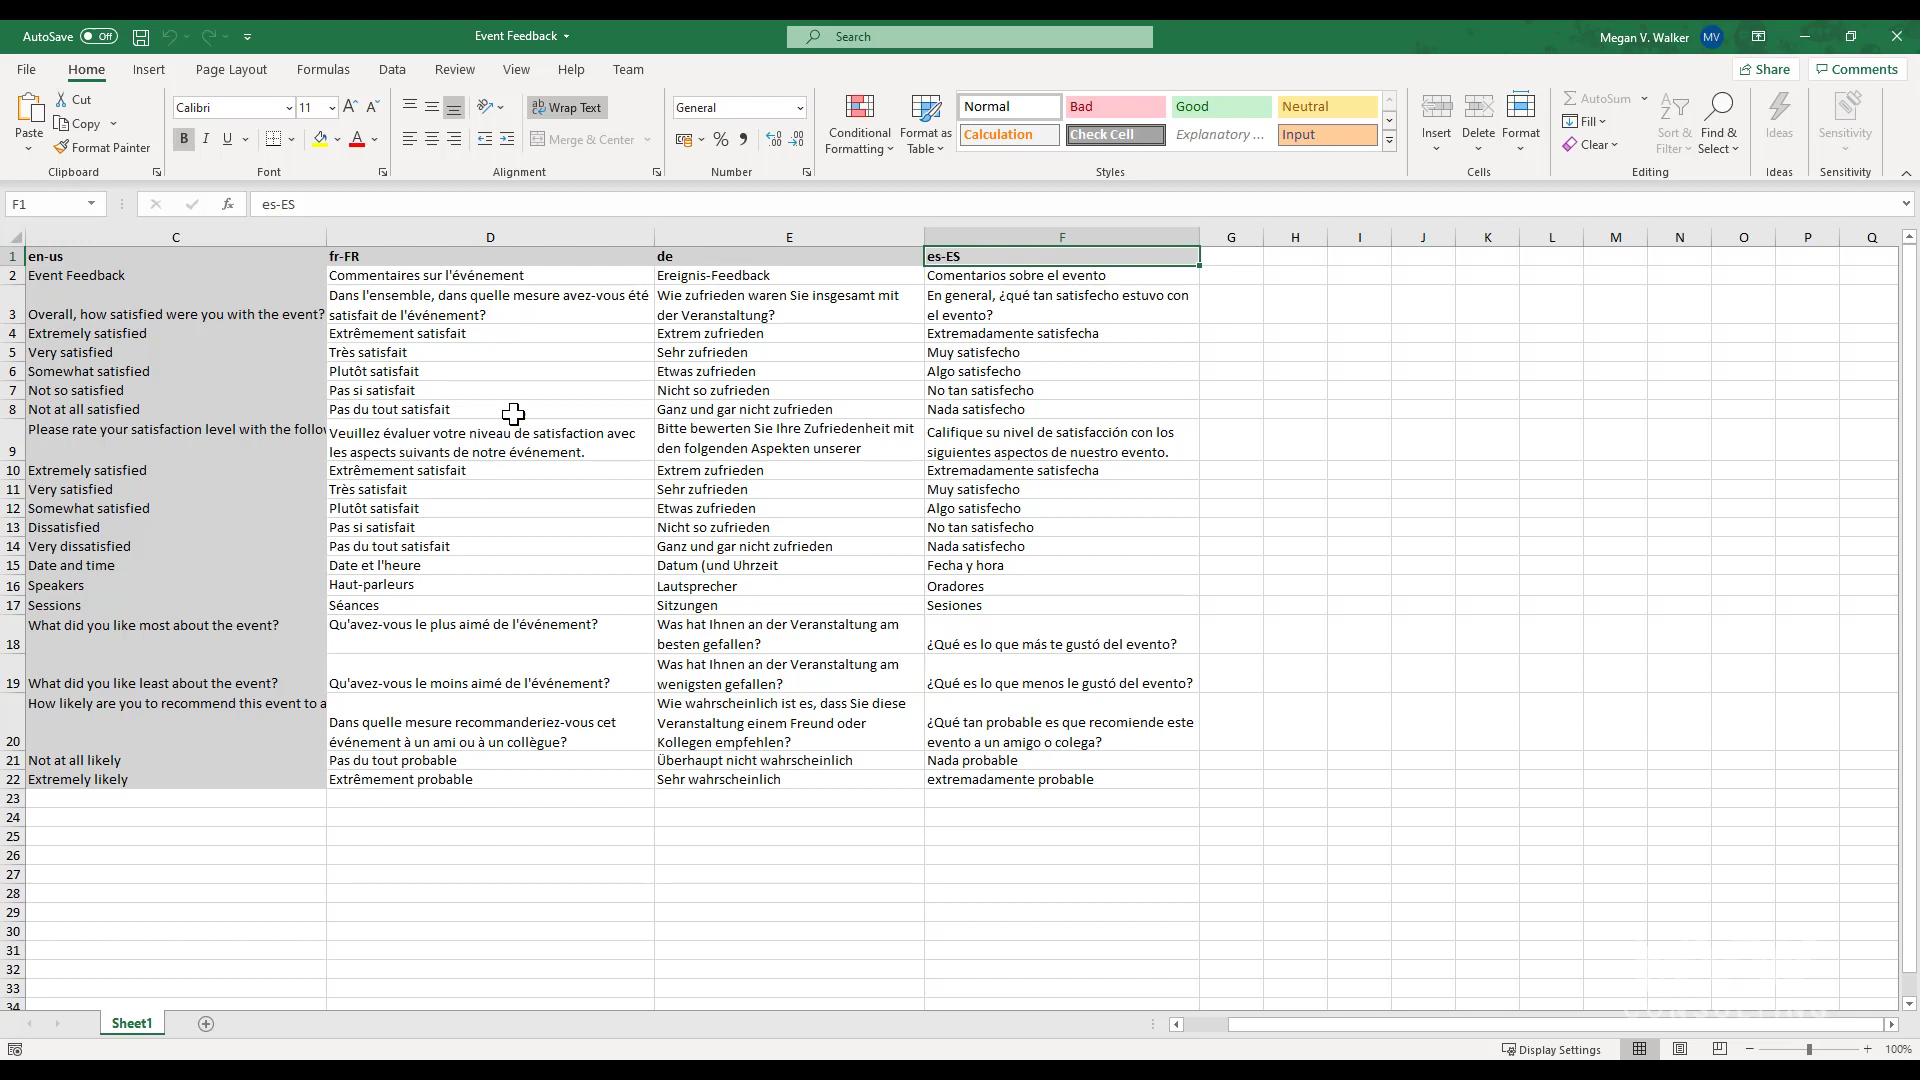 AutoSave Off
Event Feedback
Search
Megan V. Walker MV
File Home Insert Page Layout Formulas Data Review View Help Team
Share Comments
Paste
Cut
Copy
Format Painter
Clipboard
Calibri 11
B I U
Font
Wrap Text
Merge & Center
Alignment
General
Number
Conditional Formatting
Format as Table
Normal Bad Good Neutral
Calculation Check Cell Explanatory ... Input
Styles
Insert Delete Format
Cells
AutoSum
Fill
Clear
Sort & Filter
Find & Select
Editing
Ideas
Ideas
Sensitivity
Sensitivity
F1 fx es-ES
C D E F G H I J K L M N O P Q
1 en-us fr-FR de es-ES
2 Event Feedback Commentaires sur l'événement Ereignis-Feedback Comentarios sobre el evento
3 Overall, how satisfied were you with the event? Dans l'ensemble, dans quelle mesure avez-vous été satisfait de l'événement? Wie zufrieden waren Sie insgesamt mit der Veranstaltung? En general, ¿qué tan satisfecho estuvo con el evento?
4 Extremely satisfied Extrêmement satisfait Extrem zufrieden Extremadamente satisfecha
5 Very satisfied Très satisfait Sehr zufrieden Muy satisfecho
6 Somewhat satisfied Plutôt satisfait Etwas zufrieden Algo satisfecho
7 Not so satisfied Pas si satisfait Nicht so zufrieden No tan satisfecho
8 Not at all satisfied Pas du tout satisfait Ganz und gar nicht zufrieden Nada satisfecho
9 Please rate your satisfaction level with the follov Veuillez évaluer votre niveau de satisfaction avec les aspects suivants de notre événement. Bitte bewerten Sie Ihre Zufriedenheit mit den folgenden Aspekten unserer Califique su nivel de satisfacción con los siguientes aspectos de nuestro evento.
10 Extremely satisfied Extrêmement satisfait Extrem zufrieden Extremadamente satisfecha
11 Very satisfied Très satisfait Sehr zufrieden Muy satisfecho
12 Somewhat satisfied Plutôt satisfait Etwas zufrieden Algo satisfecho
13 Dissatisfied Pas si satisfait Nicht so zufrieden No tan satisfecho
14 Very dissatisfied Pas du tout satisfait Ganz und gar nicht zufrieden Nada satisfecho
15 Date and time Date et l'heure Datum (und Uhrzeit Fecha y hora
16 Speakers Haut-parleurs Lautsprecher Oradores
17 Sessions Séances Sitzungen Sesiones
18 What did you like most about the event? Qu'avez-vous le plus aimé de l'événement? Was hat Ihnen an der Veranstaltung am besten gefallen? ¿Qué es lo que más te gustó del evento?
19 What did you like least about the event? Qu'avez-vous le moins aimé de l'événement? Was hat Ihnen an der Veranstaltung am wenigsten gefallen? ¿Qué es lo que menos le gustó del evento?
20 How likely are you to recommend this event to a Dans quelle mesure recommanderiez-vous cet événement à un ami ou à un collègue? Wie wahrscheinlich ist es, dass Sie diese Veranstaltung einem Freund oder Kollegen empfehlen? ¿Qué tan probable es que recomiende este evento a un amigo o colega?
21 Not at all likely Pas du tout probable Überhaupt nicht wahrscheinlich Nada probable
22 Extremely likely Extrêmement probable Sehr wahrscheinlich extremadamente probable
23
24
25
26
27
28
29
30
31
32
33
34
Sheet1
Display Settings 100%